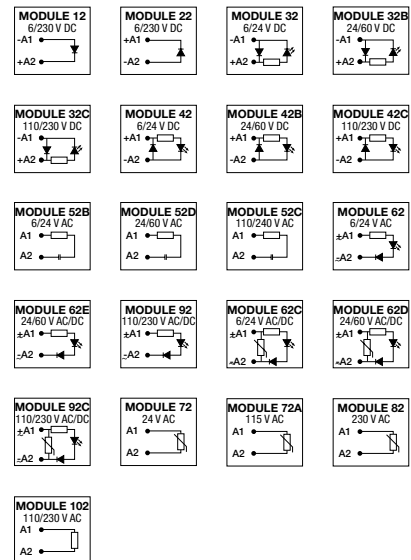 MODULE 12
6/230 V DC
-A1
+A2
MODULE 22
6/230 V DC
+A1
-A2
MODULE 32
6/24 V DC
-A1
+A2
MODULE 32B
24/60 V DC
-A1
+A2
MODULE 32C
110/230 V DC
-A1
+A2
MODULE 42
6/24 V DC
+A1
-A2
MODULE 42B
24/60 V DC
+A1
-A2
MODULE 42C
110/230 V DC
+A1
-A2
MODULE 52B
6/24 V AC
A1
A2
MODULE 52D
24/60 V AC
A1
A2
MODULE 52C
110/240 V AC
A1
A2
MODULE 62
6/24 V AC
±A1
±A2
MODULE 62E
24/60 V AC/DC
±A1
±A2
MODULE 92
110/230 V AC/DC
±A1
±A2
MODULE 62C
6/24 V AC/DC
±A1
±A2
MODULE 62D
24/60 V AC/DC
±A1
±A2
MODULE 92C
110/230 V AC/DC
±A1
±A2
MODULE 72
24 V AC
A1
A2
MODULE 72A
115 V AC
A1
A2
MODULE 82
230 V AC
A1
A2
MODULE 102
110/230 V AC
A1
A2